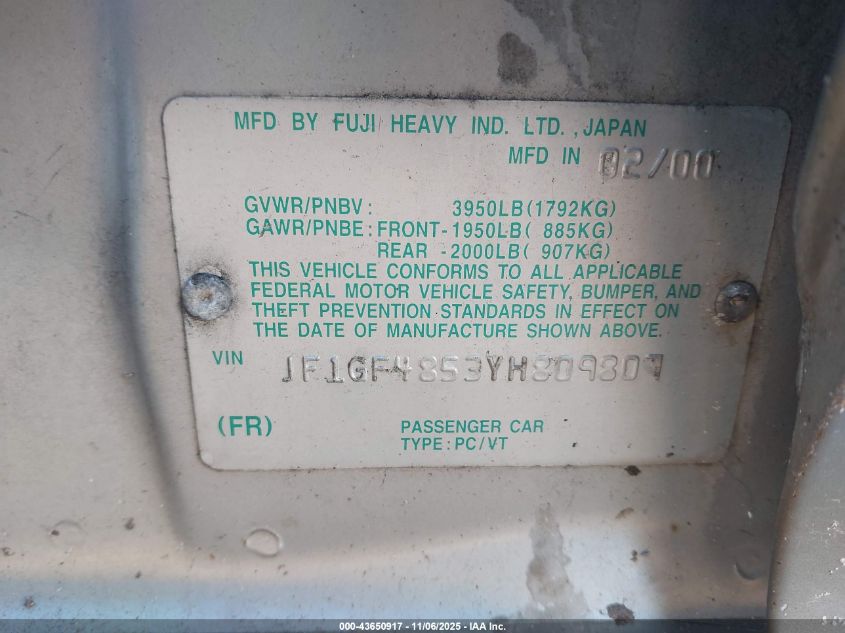 MFD BY FUJI HEAVY IND. LTD., JAPAN
MFD IN 02/00
GVWR/PNBV: 3950LB(1792KG)
GAWR/PNBE: FRONT-1950LB( 885KG)
REAR -2000LB( 907KG)
THIS VEHICLE CONFORMS TO ALL APPLICABLE
FEDERAL MOTOR VEHICLE SAFETY, BUMPER, AND
THEFT PREVENTION STANDARDS IN EFFECT ON
THE DATE OF MANUFACTURE SHOWN ABOVE.
VIN JF1GF4853YH809807
(FR) PASSENGER CAR
TYPE: PC/VT
000-43650917 - 11/06/2025 - IAA Inc.